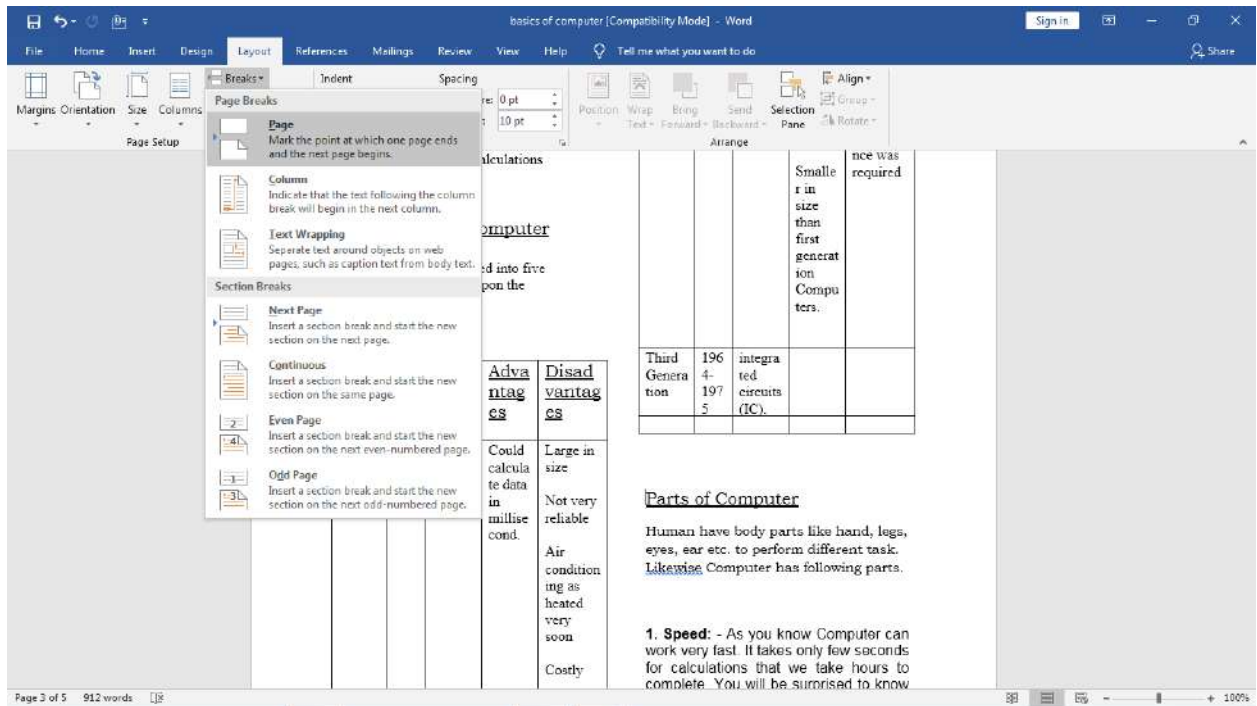 basics of computer [Compatibility Mode] - Word
Sign in
File Home Insert Design Layout References Mailings Review View Help Tell me what you want to do
Share
Margins Orientation Size Columns
Breaks
Page Setup
Indent Spacing
re: 0 pt
: 10 pt
Position
Wrap
Text
Bring
Forward
Send
Backward
Selection
Pane
Align
Group
Rotate
Arrange
Page Breaks
Page
Mark the point at which one page ends
and the next page begins.
Column
Indicate that the text following the column
break will begin in the next column.
Text Wrapping
Separate text around objects on web
pages, such as caption text from body text.
Section Breaks
Next Page
Insert a section break and start the new
section on the next page.
Continuous
Insert a section break and start the new
section on the same page.
Even Page
Insert a section break and start the new
section on the next even-numbered page.
Odd Page
Insert a section break and start the new
section on the next odd-numbered page.
alculations
omputer
ed into five
pon the
Adva
ntag
es
Disad
vantag
es
Could
calcula
te data
in
millise
cond.
Large in
size
Not very
reliable
Air
condition
ing as
heated
very
soon
Costly
Smalle
r in
size
than
first
generat
ion
Compu
ters.
nce was
required
Third
Genera
tion
196
4-
197
5
integra
ted
circuits
(IC).
Parts of Computer
Human have body parts like hand, legs,
eyes, ear etc. to perform different task.
Likewise Computer has following parts.
1. Speed: - As you know Computer can
work very fast. It takes only few seconds
for calculations that we take hours to
complete. You will be surprised to know
Page 3 of 5 912 words
100%